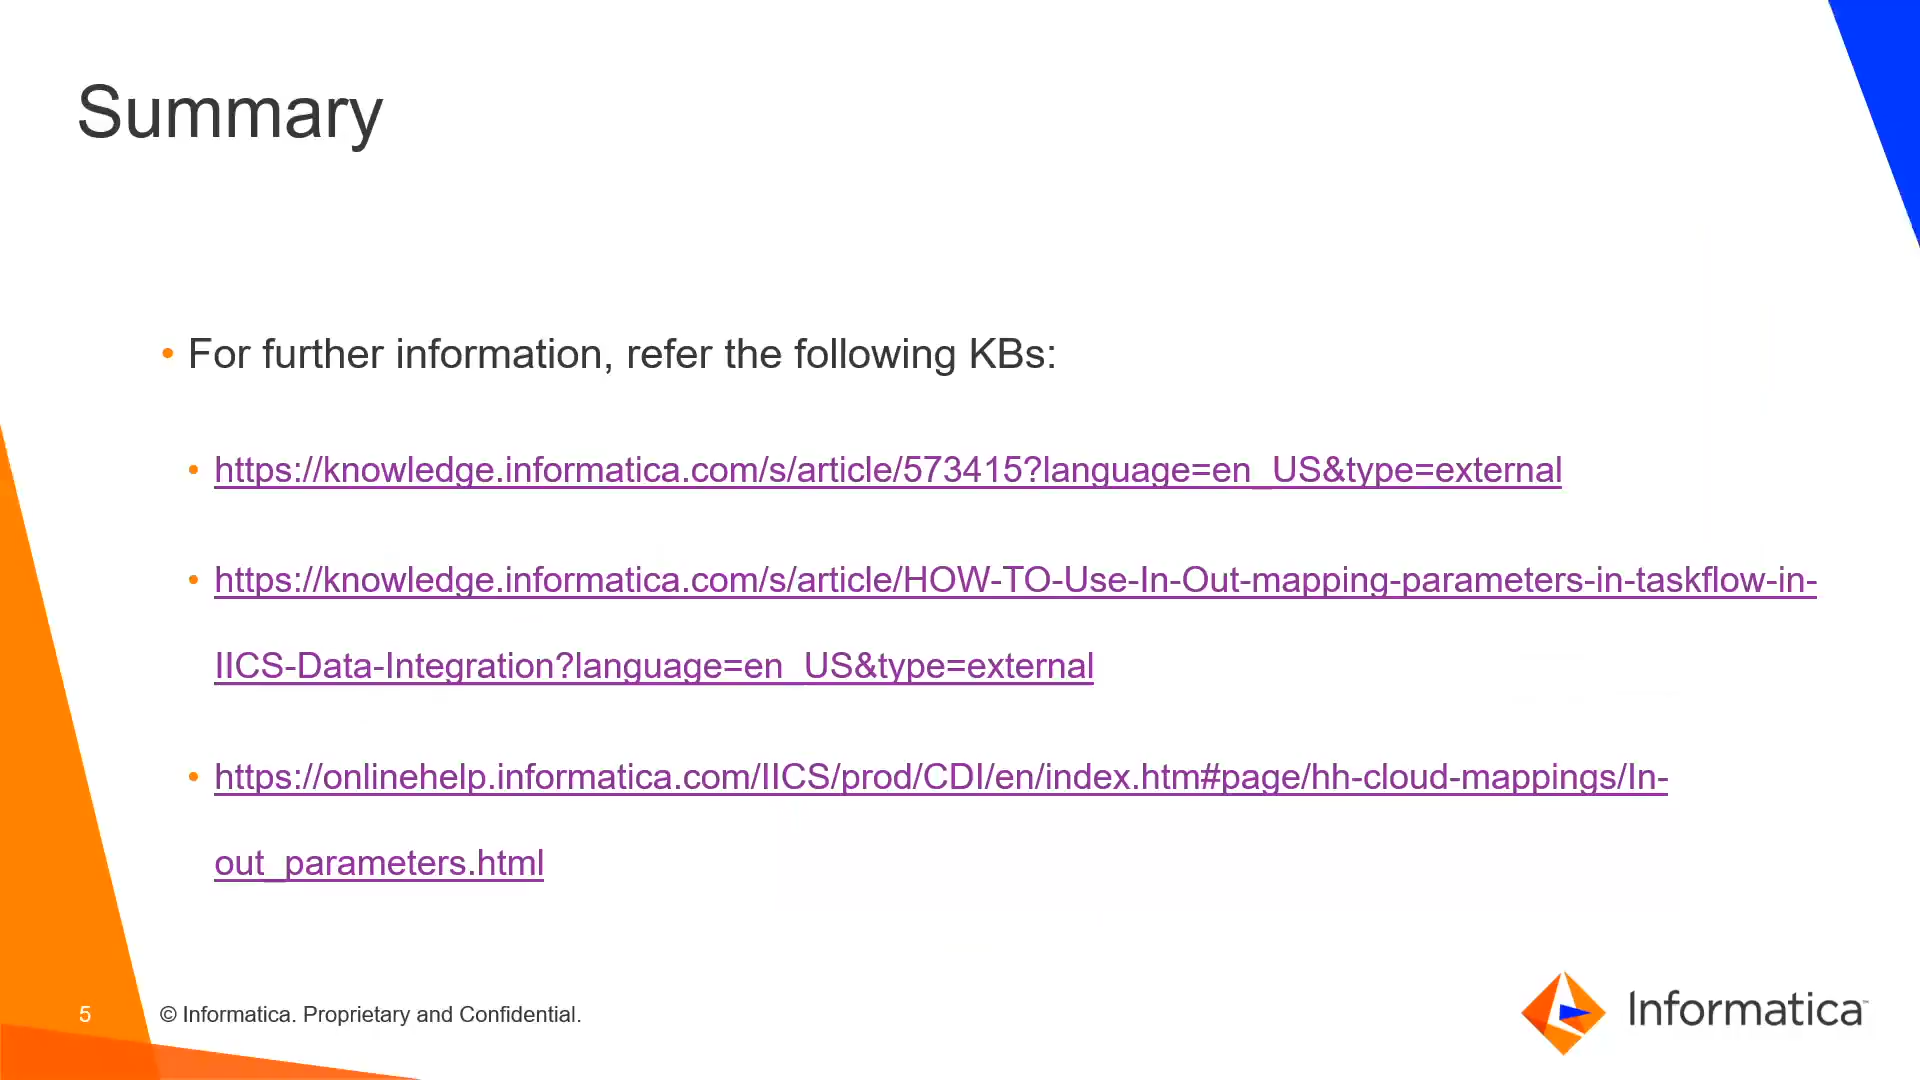 Summary
• For further information, refer the following KBs:
• https://knowledge.informatica.com/s/article/573415?language=en_US&type=external
• https://knowledge.informatica.com/s/article/HOW-TO-Use-In-Out-mapping-parameters-in-taskflow-in-
IICS-Data-Integration?language=en_US&type=external
• https://onlinehelp.informatica.com/IICS/prod/CDI/en/index.htm#page/hh-cloud-mappings/In-
out_parameters.html
5 © Informatica. Proprietary and Confidential.
Informatica™